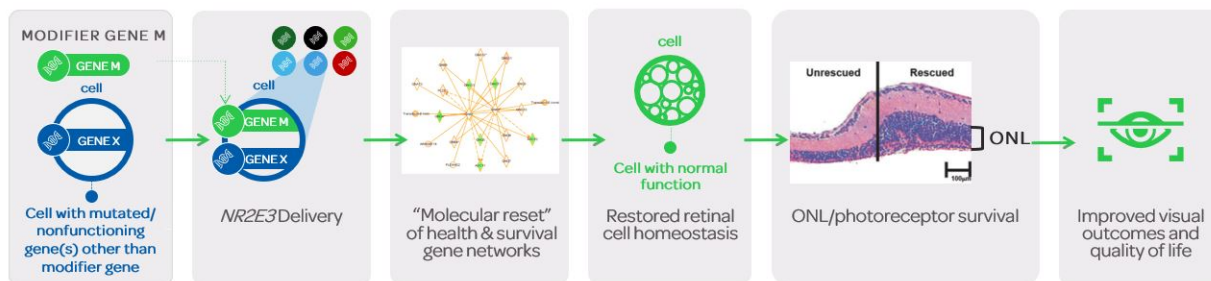 MODIFIER GENE M
GENE M
cell
GENE X
Cell with mutated/
nonfunctioning
gene(s) other than
modifier gene
cell
GENE M
GENE X
NR2E3 Delivery
"Molecular reset"
of health & survival
gene networks
cell
Cell with normal
function
Restored retinal
cell homeostasis
Unrescued
Rescued
ONL
100μm
ONL/photoreceptor survival
Improved visual
outcomes and
quality of life